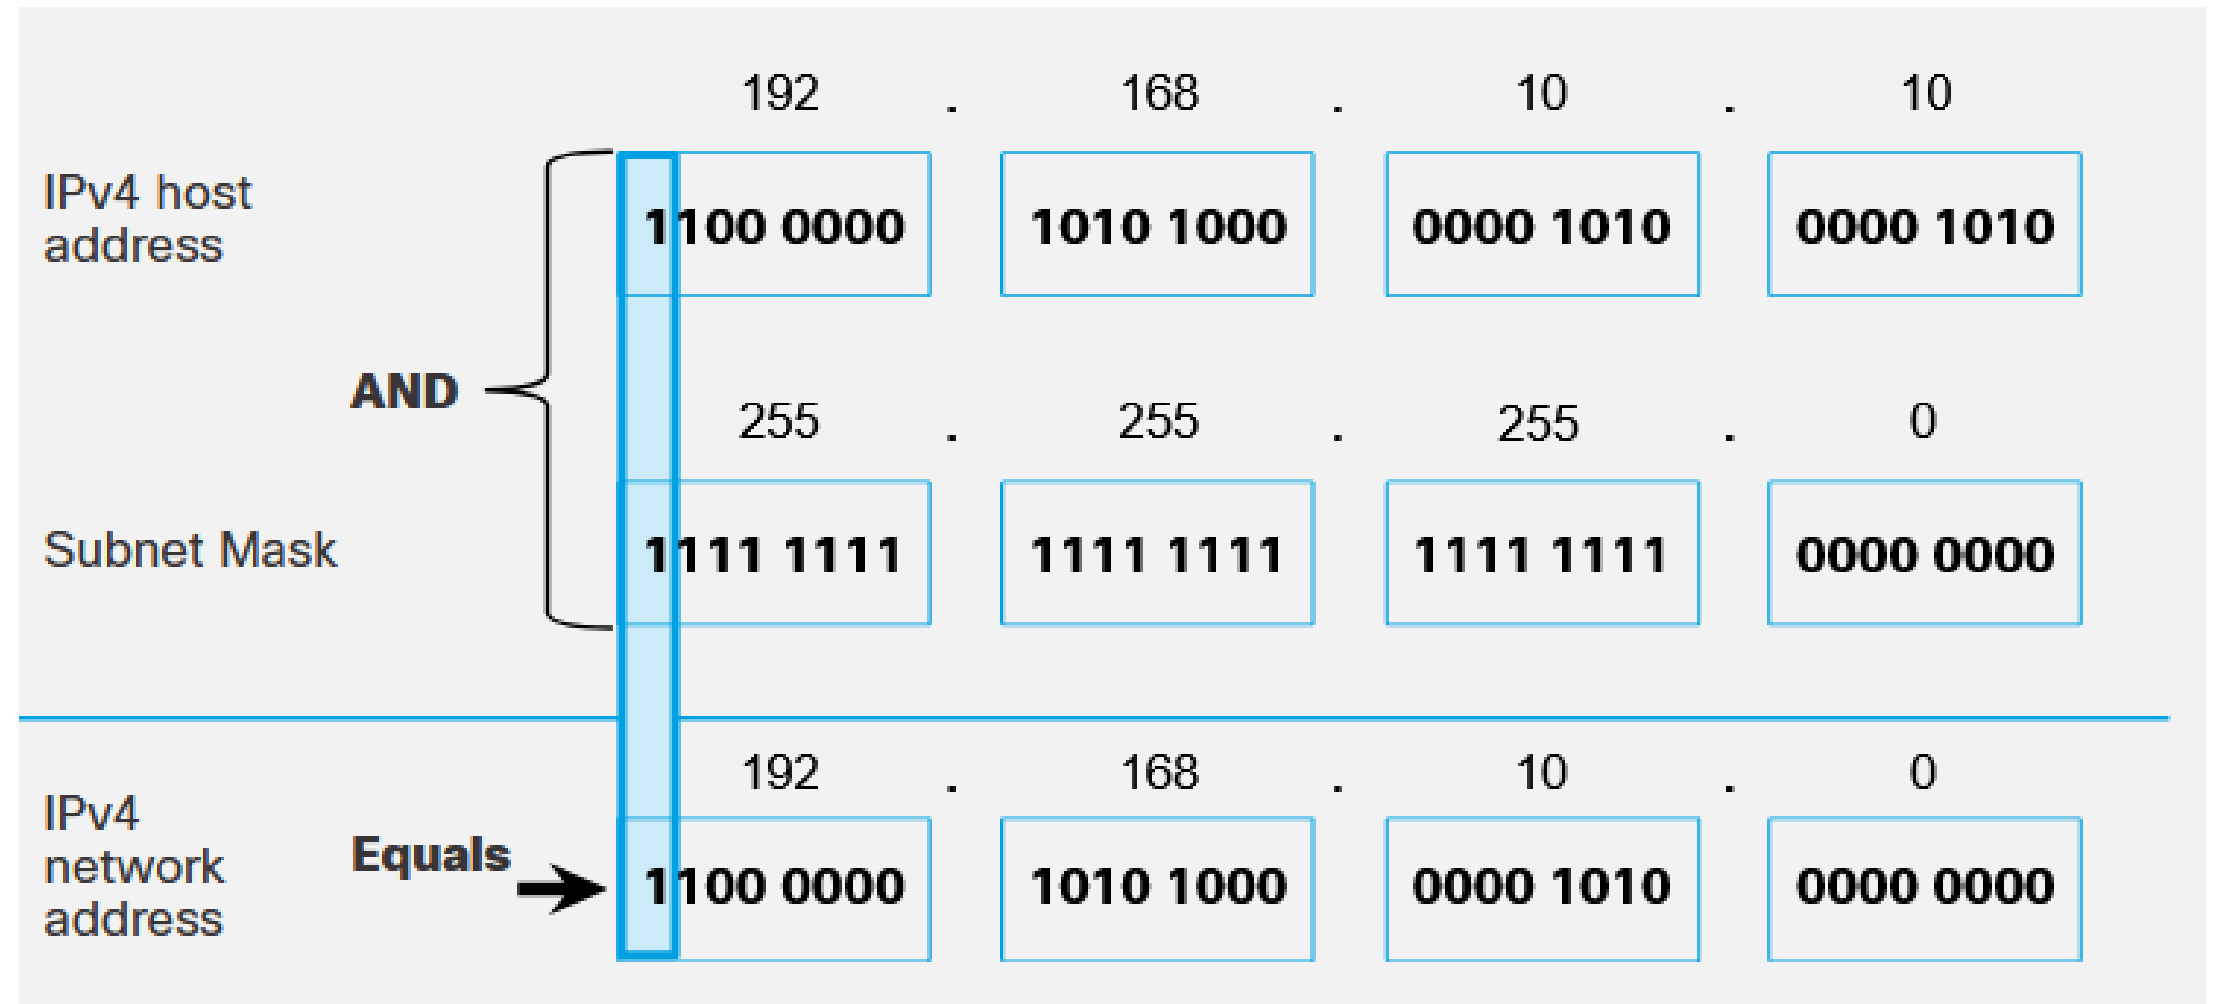 192 . 168 . 10 . 10
IPv4 host
address
1100 0000 1010 1000 0000 1010 0000 1010
AND
255 . 255 . 255 . 0
Subnet Mask
1111 1111 1111 1111 1111 1111 0000 0000
192 . 168 . 10 . 0
IPv4
network
address
Equals
1100 0000 1010 1000 0000 1010 0000 0000